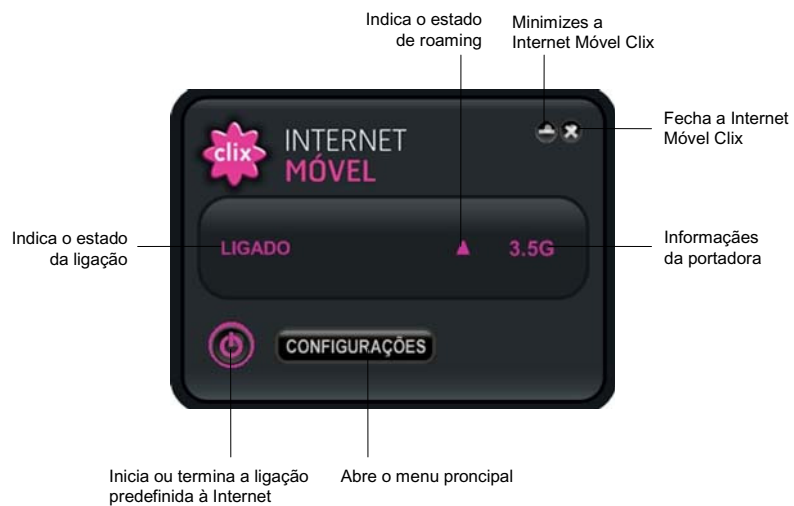 Indica o estado
de roaming
Minimizes a
Internet Móvel Clix
Fecha a Internet
Móvel Clix
clix
INTERNET
MÓVEL
Indica o estado
da ligação
LIGADO
3.5G
Informaçães
da portadora
CONFIGURAÇÕES
Inicia ou termina a ligação
predefinida à Internet
Abre o menu proncipal